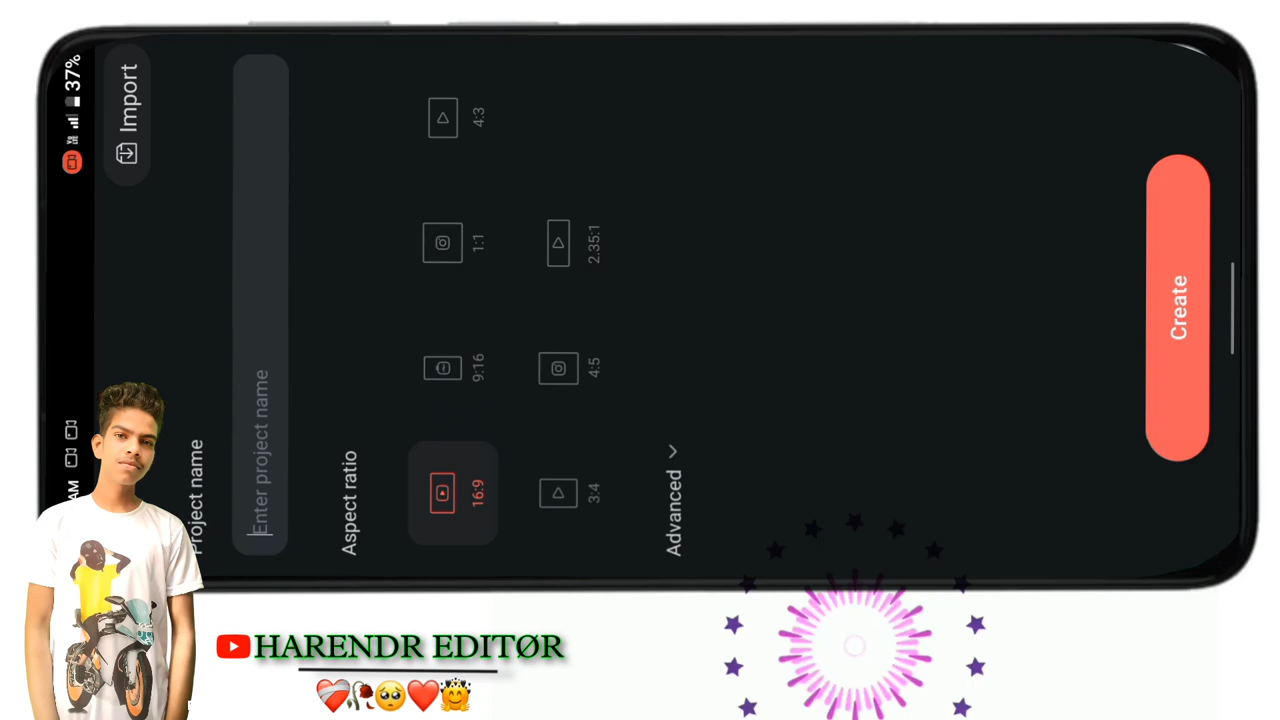 AM
37%
Import
Project name
Enter project name
Aspect ratio
16:9
9:16
1:1
4:3
3:4
4:5
2.35:1
Advanced
Create
HARENDR EDITØR